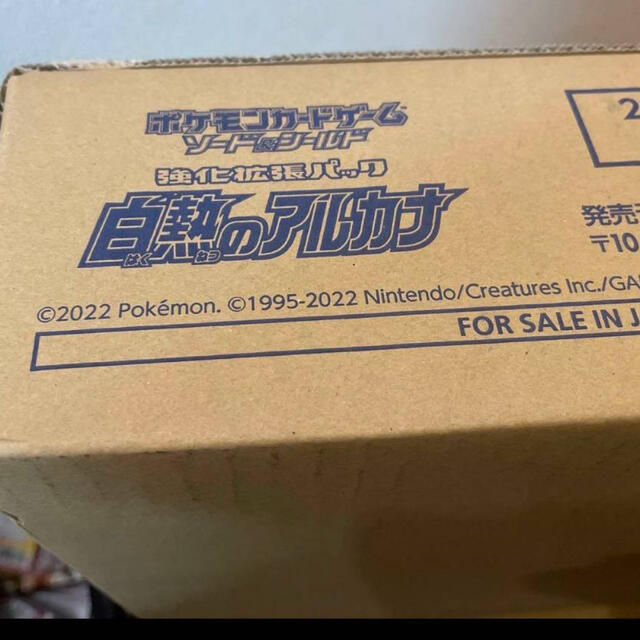 ポケモンカードゲーム
ソード&シールド
強化拡張パック
白熱のアルカナ
はく ねつ
©2022 Pokémon. ©1995-2022 Nintendo/Creatures Inc./GA
FOR SALE IN J
2
発売
〒10